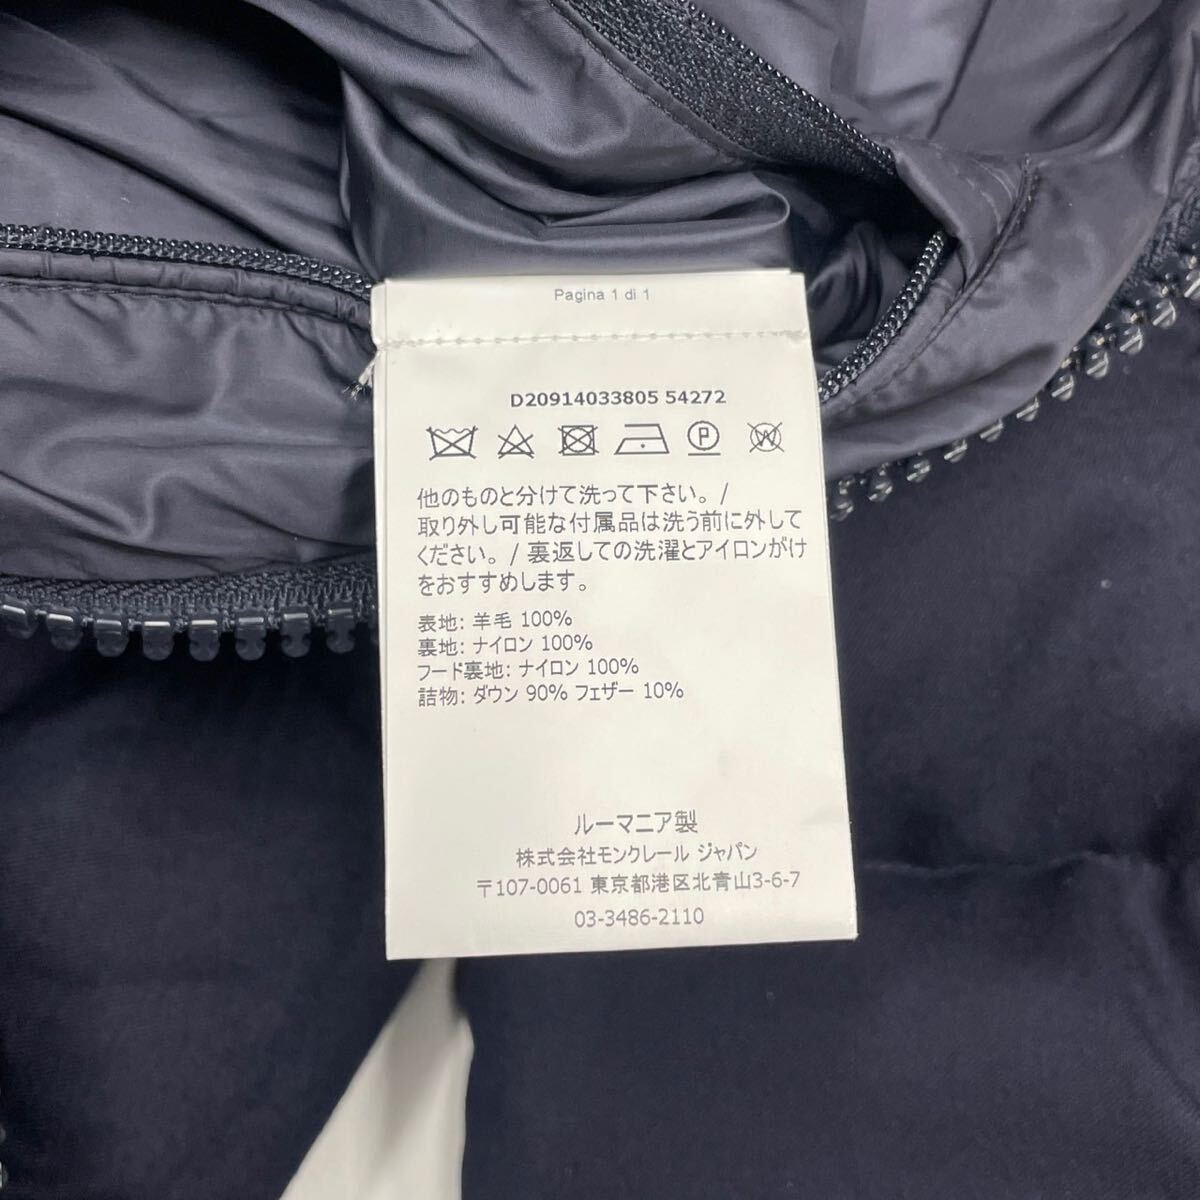 Pagina 1 di 1
D20914033805 54272
P
W
他のものと分けて洗って下さい。 /
取り外し可能な付属品は洗う前に外して
ください。 / 裏返しての洗濯とアイロンがけ
をおすすめします。
表地: 羊毛 100%
裏地: ナイロン 100%
フード裏地: ナイロン 100%
詰物: ダウン 90% フェザー 10%
ルーマニア製
株式会社モンクレール ジャパン
〒107-0061 東京都港区北青山3-6-7
03-3486-2110